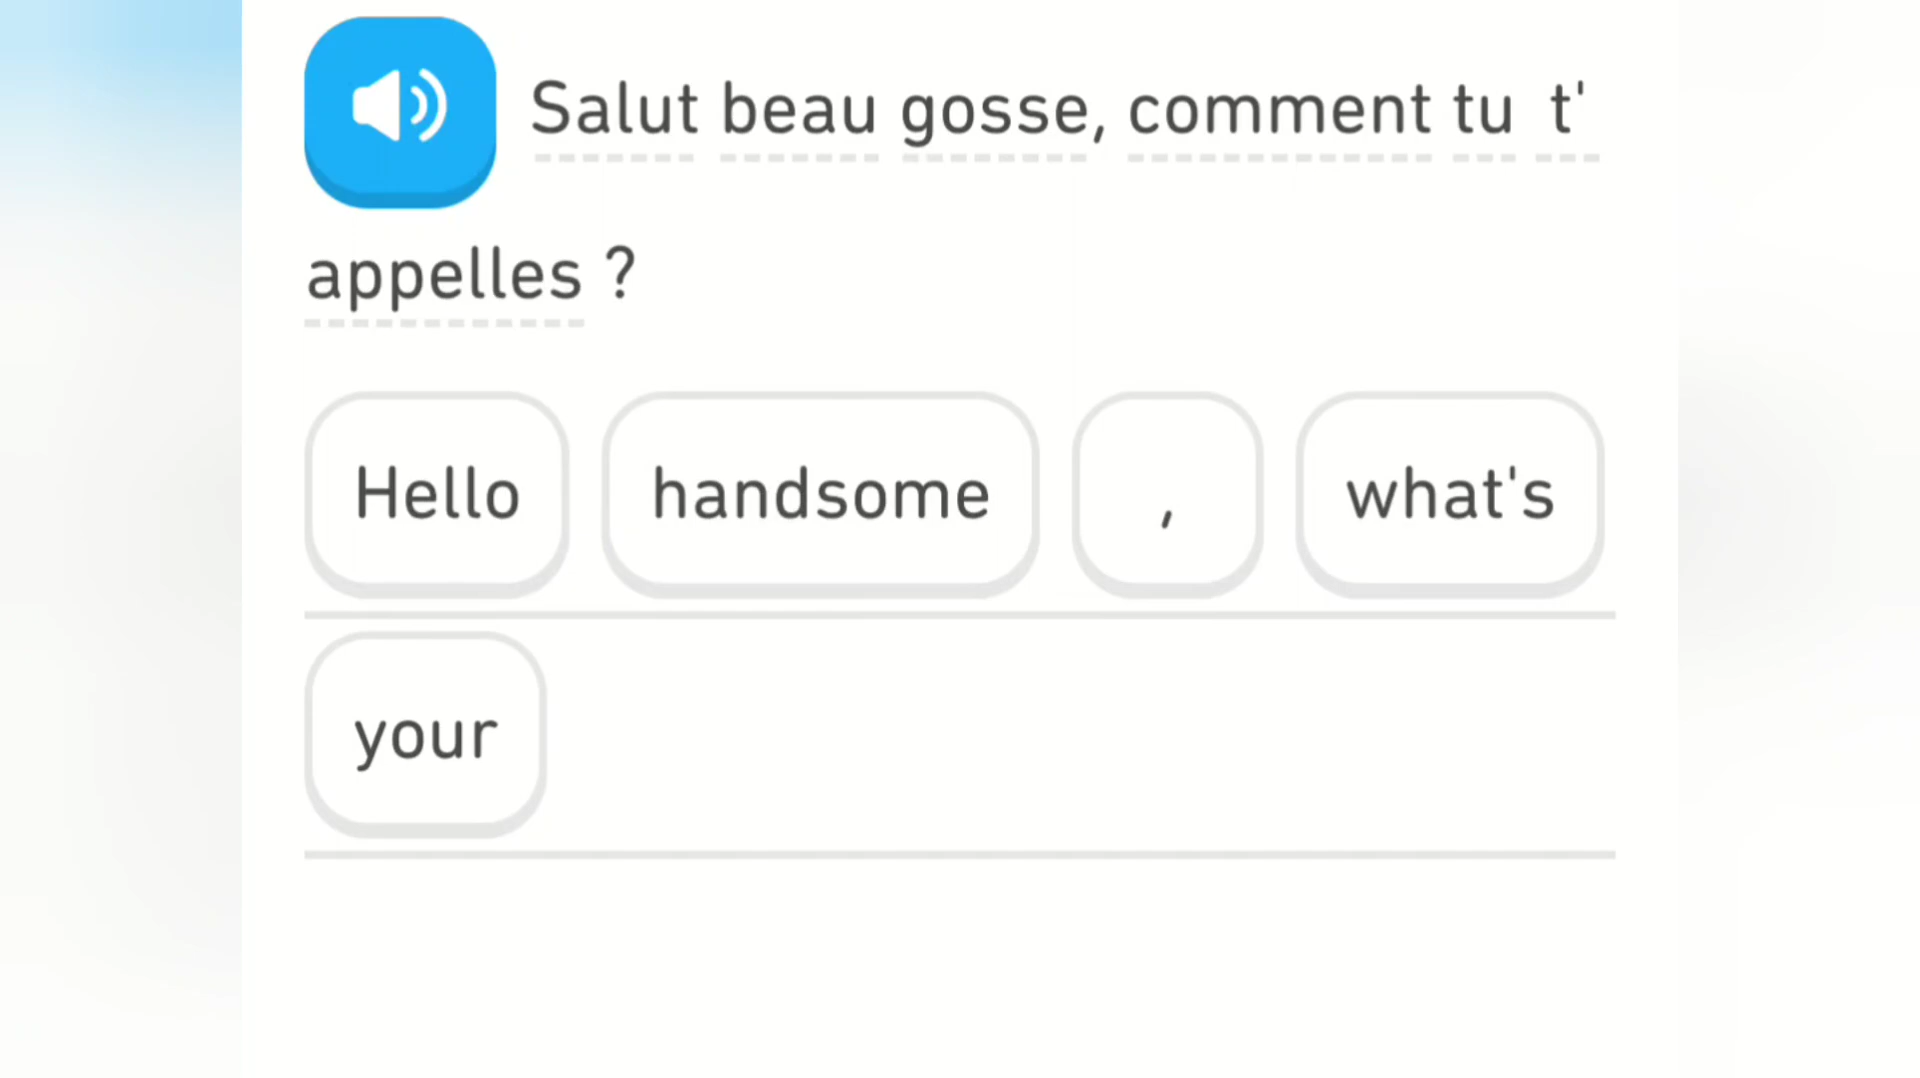 Salut beau gosse, comment tu t'
appelles ?
Hello handsome , what's
your